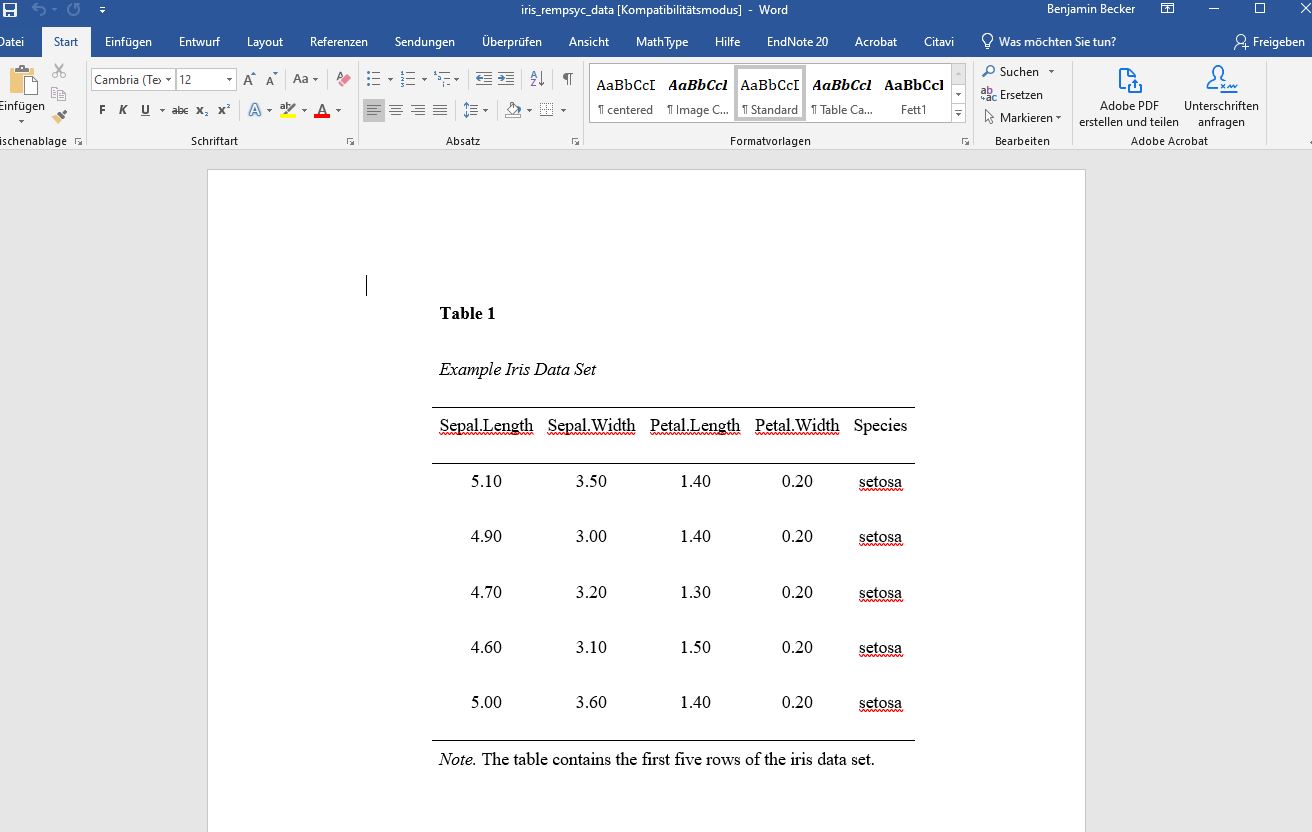 iris_rempsyc_data [Kompatibilitätsmodus] - Word
Benjamin Becker
Datei Start Einfügen Entwurf Layout Referenzen Sendungen Überprüfen Ansicht MathType Hilfe EndNote 20 Acrobat Citavi Was möchten Sie tun? Freigeben
Einfügen
ischenablage
Cambria (Te 12 A A Aa A
F K U abc x₂ x² A aby A
Schriftart
Absatz
AaBbCcI AaBbCcI AaBbCcI AaBbCcI AaBbCcI
¶ centered ¶ Image C... ¶ Standard ¶ Table Ca... Fett1
Formatvorlagen
Suchen
Ersetzen
Markieren
Bearbeiten
Adobe PDF
erstellen und teilen
Unterschriften
anfragen
Adobe Acrobat
Table 1
Example Iris Data Set
Sepal.Length Sepal.Width Petal.Length Petal.Width Species
5.10 3.50 1.40 0.20 setosa
4.90 3.00 1.40 0.20 setosa
4.70 3.20 1.30 0.20 setosa
4.60 3.10 1.50 0.20 setosa
5.00 3.60 1.40 0.20 setosa
Note. The table contains the first five rows of the iris data set.